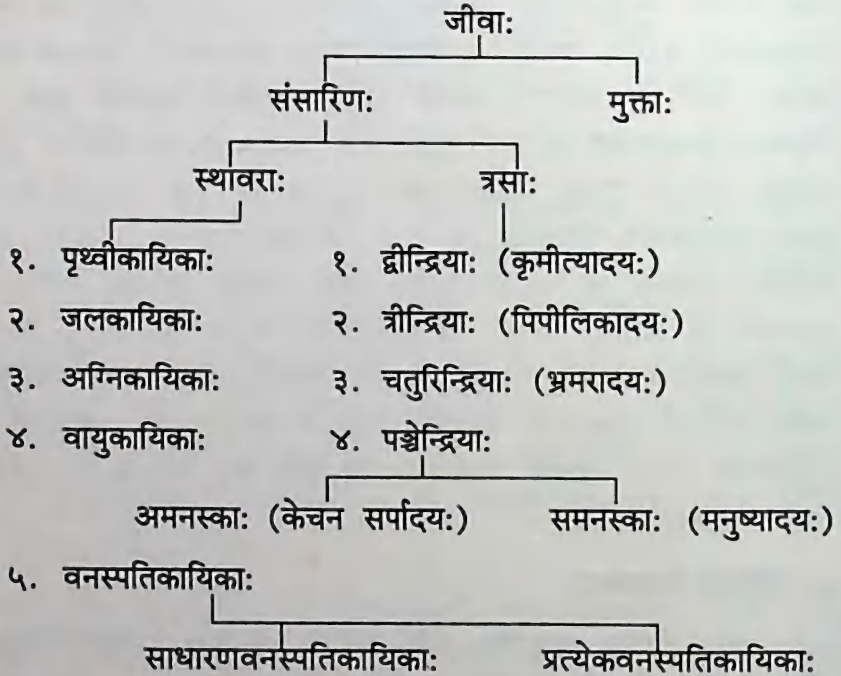 जीवाः
संसारिणः मुक्ताः
स्थावराः त्रसाः
१. पृथ्वीकायिकाः १. द्वीन्द्रियाः (कृमीत्यादयः)
२. जलकायिकाः २. त्रीन्द्रियाः (पिपीलिकादयः)
३. अग्निकायिकाः ३. चतुरिन्द्रियाः (भ्रमरादयः)
४. वायुकायिकाः ४. पञ्चेन्द्रियाः
अमनस्काः (केचन सर्पादयः) समनस्काः (मनुष्यादयः)
५. वनस्पतिकायिकाः
साधारणवनस्पतिकायिकाः प्रत्येकवनस्पतिकायिकाः